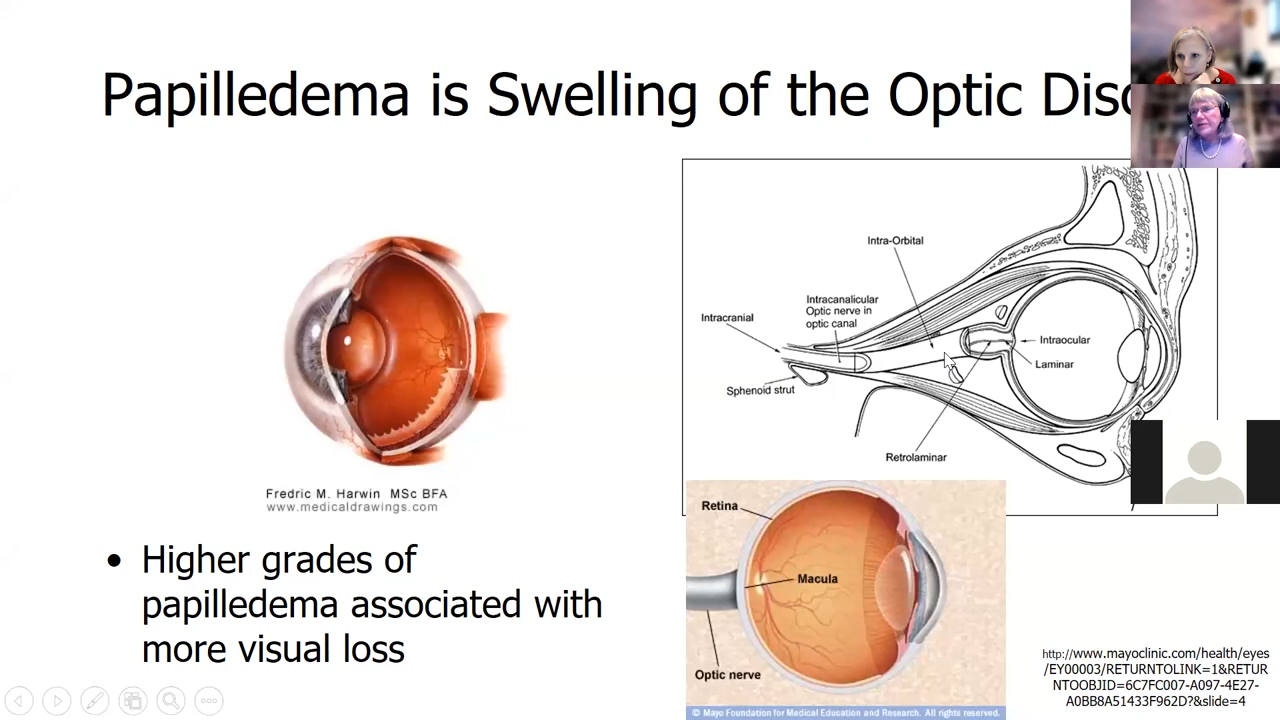 Papilledema is Swelling of the Optic Disc
Fredric M. Harwin MSc BFA
www.medicaldrawings.com
• Higher grades of
papilledema associated with
more visual loss
Intra-Orbital
Intracanalicular
Optic nerve in
optic canal
Intracranial
Intraocular
Laminar
Sphenoid strut
Retrolaminar
Retina
Macula
Optic nerve
© Mayo Foundation for Medical Education and Research. All rights reserved.
http://www.mayoclinic.com/health/eyes
/EY00003/RETURNTOLINK=1&RETUR
NTOOBJID=6C7FC007-A097-4E27-
A0BB8A51433F962D?&slide=4